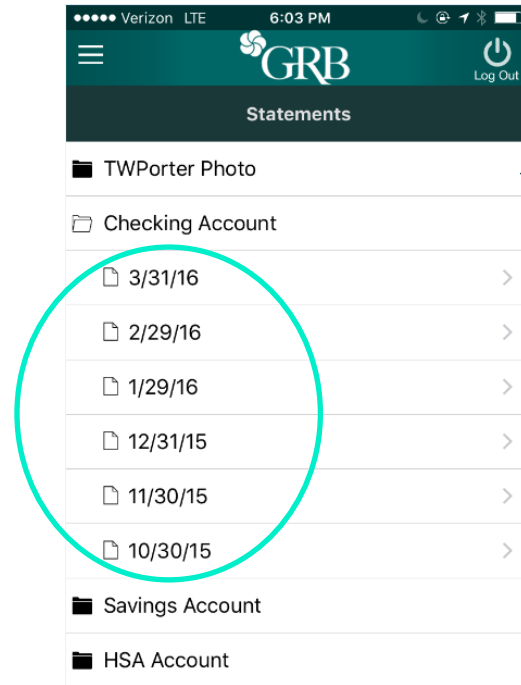 Verizon LTE 6:03 PM
GRB
Log Out
Statements
TWPorter Photo
Checking Account
3/31/16
2/29/16
1/29/16
12/31/15
11/30/15
10/30/15
Savings Account
HSA Account